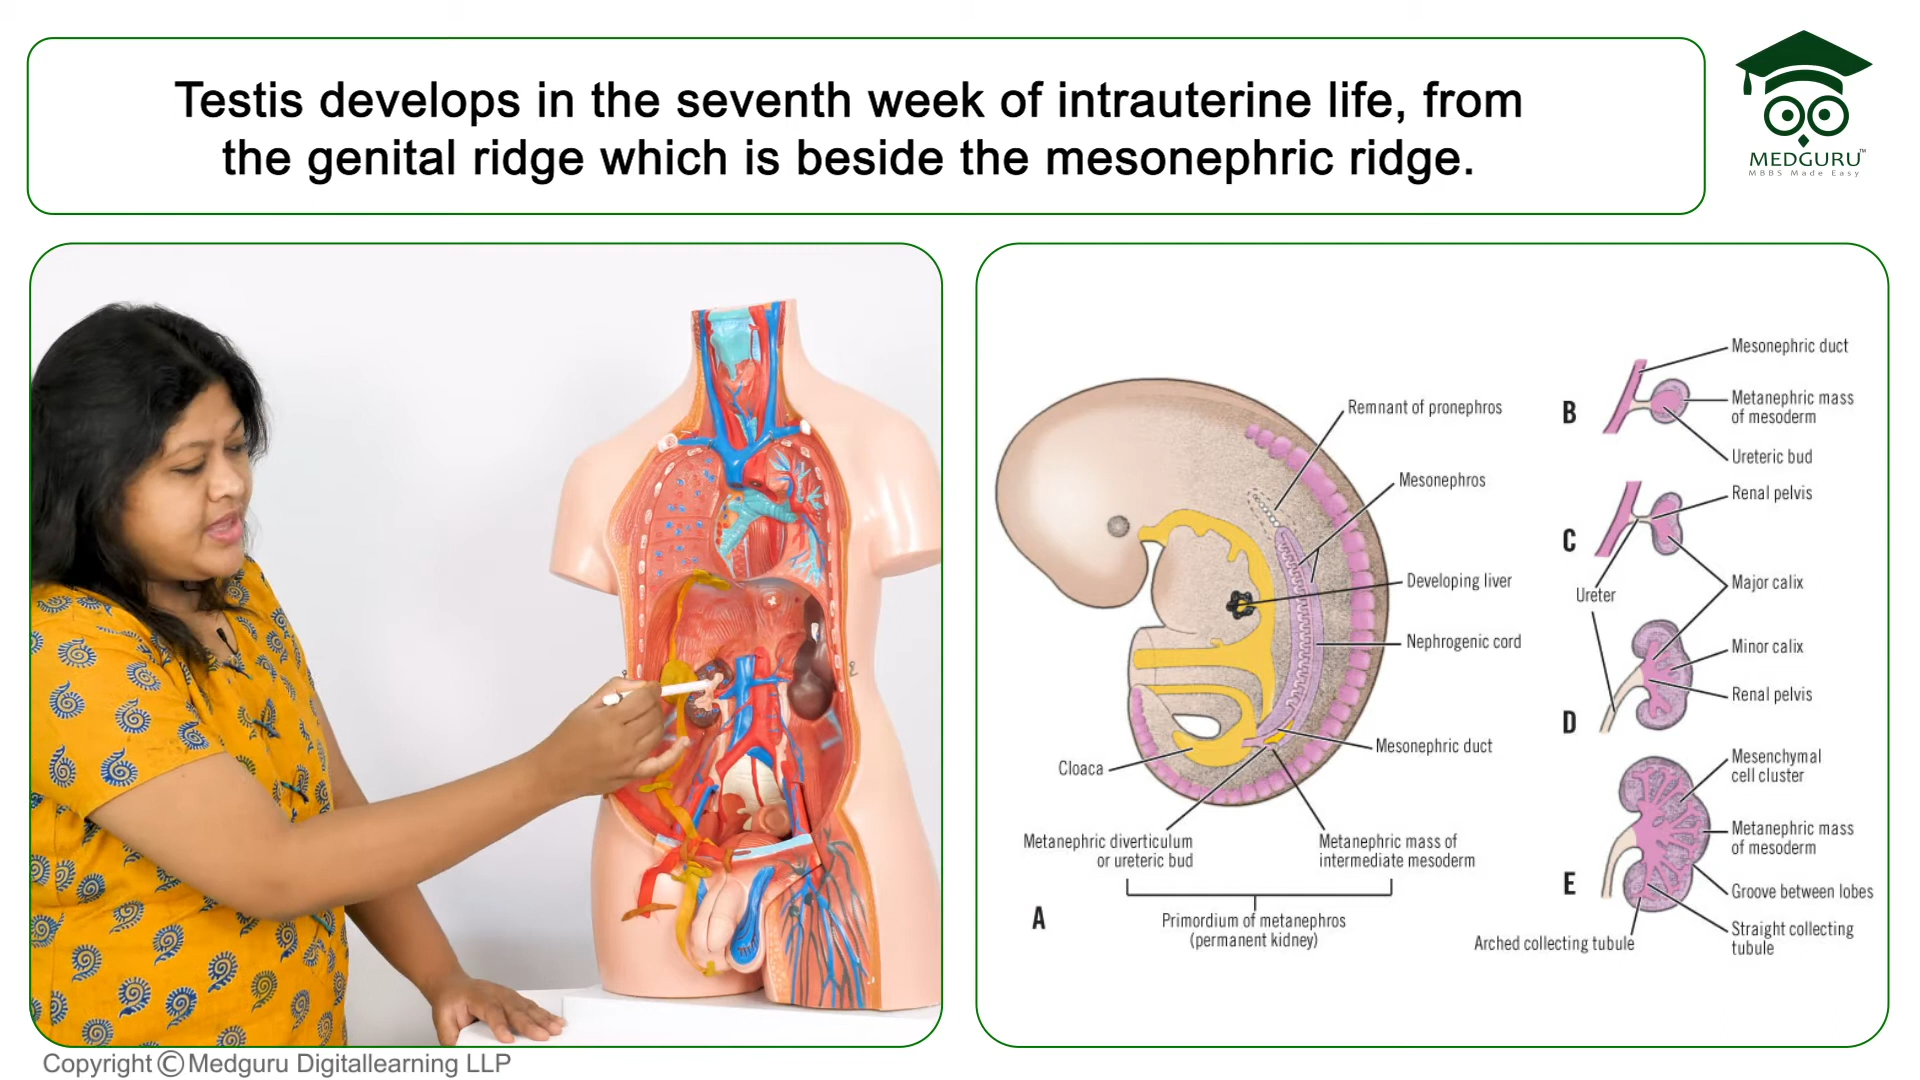 Testis develops in the seventh week of intrauterine life, from
the genital ridge which is beside the mesonephric ridge.
MEDGURU™
MBBS Made Easy
Remnant of pronephros
Mesonephros
Developing liver
Nephrogenic cord
Mesonephric duct
Cloaca
Metanephric diverticulum
or ureteric bud
Metanephric mass of
intermediate mesoderm
Primordium of metanephros
(permanent kidney)
A
B
Mesonephric duct
Metanephric mass
of mesoderm
Ureteric bud
C
Renal pelvis
Major calix
Ureter
D
Minor calix
Renal pelvis
E
Mesenchymal
cell cluster
Metanephric mass
of mesoderm
Groove between lobes
Straight collecting
tubule
Arched collecting tubule
Copyright © Medguru Digitallearning LLP